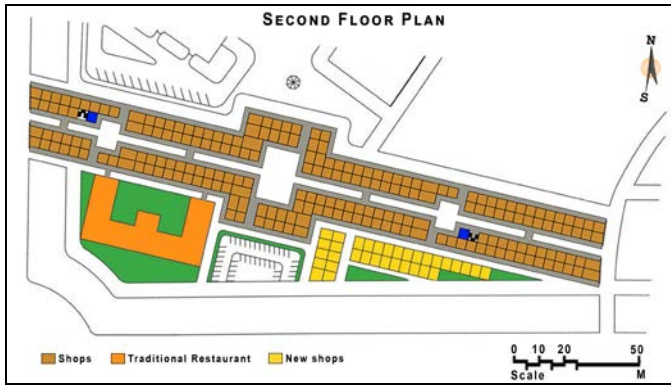 SECOND FLOOR PLAN
N
S
SHOPS
TRADITIONAL RESTAURANT
NEW SHOPS
0 10 20 50
SCALE M